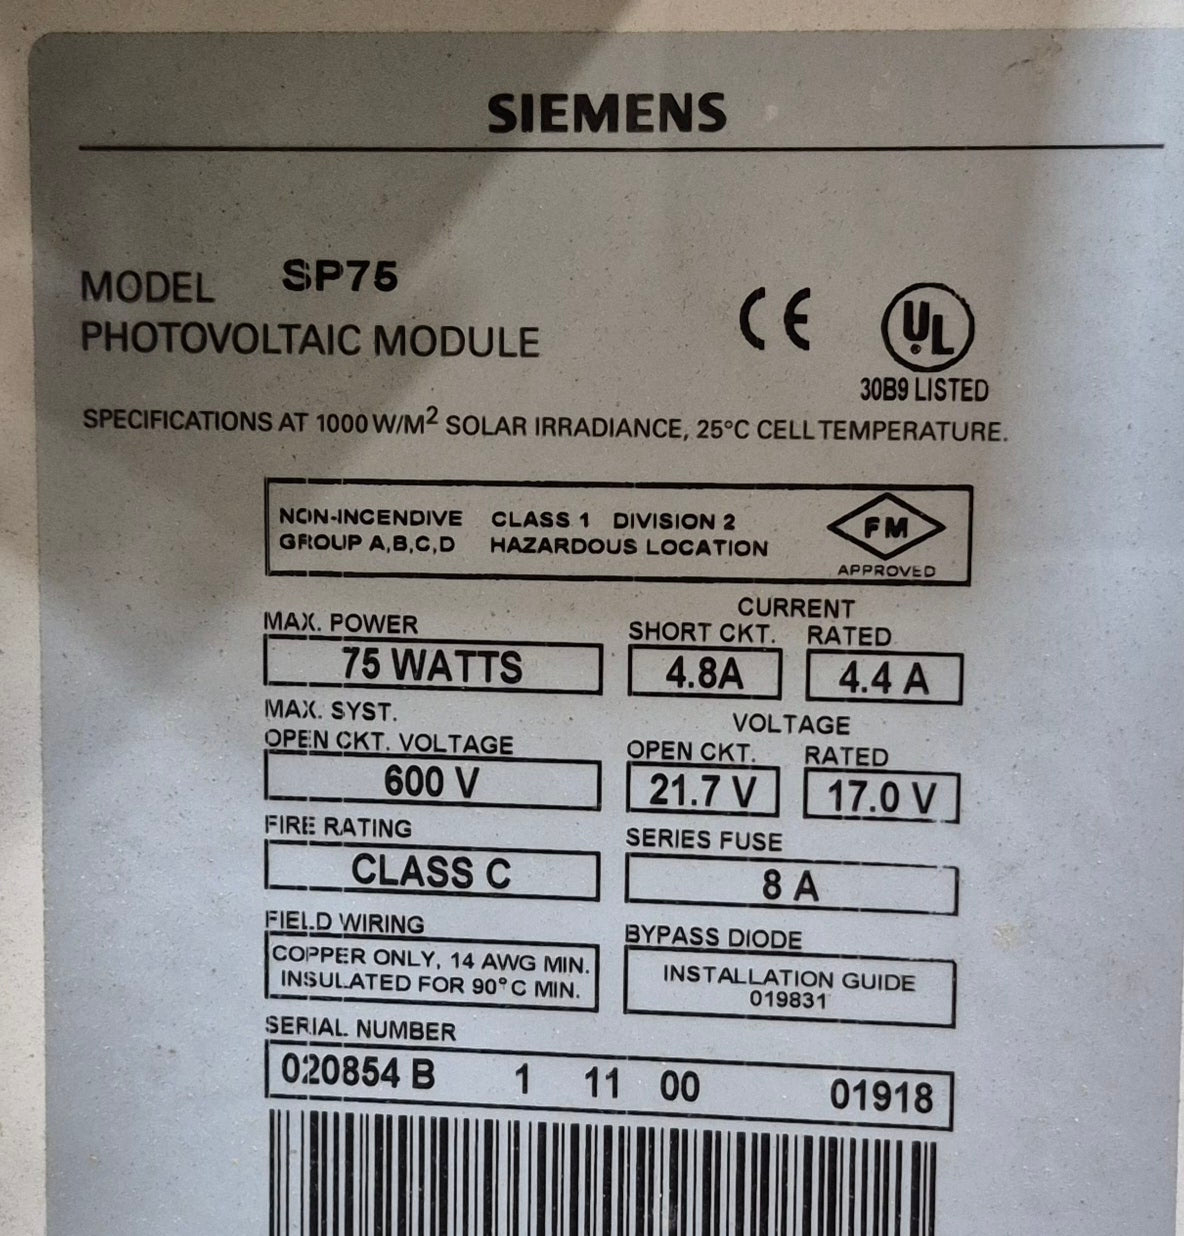 SIEMENS
MODEL SP75
PHOTOVOLTAIC MODULE
CE UL
30B9 LISTED
SPECIFICATIONS AT 1000 W/M² SOLAR IRRADIANCE, 25°C CELL TEMPERATURE.
NON-INCENDIVE CLASS 1 DIVISION 2
GROUP A,B,C,D HAZARDOUS LOCATION
FM
APPROVED
MAX. POWER
75 WATTS
CURRENT
SHORT CKT. RATED
4.8A 4.4 A
MAX. SYST.
OPEN CKT. VOLTAGE
600 V
VOLTAGE
OPEN CKT. RATED
21.7 V 17.0 V
FIRE RATING
CLASS C
SERIES FUSE
8 A
FIELD WIRING
COPPER ONLY, 14 AWG MIN.
INSULATED FOR 90°C MIN.
BYPASS DIODE
INSTALLATION GUIDE
019831
SERIAL NUMBER
020854 B 1 11 00 01918